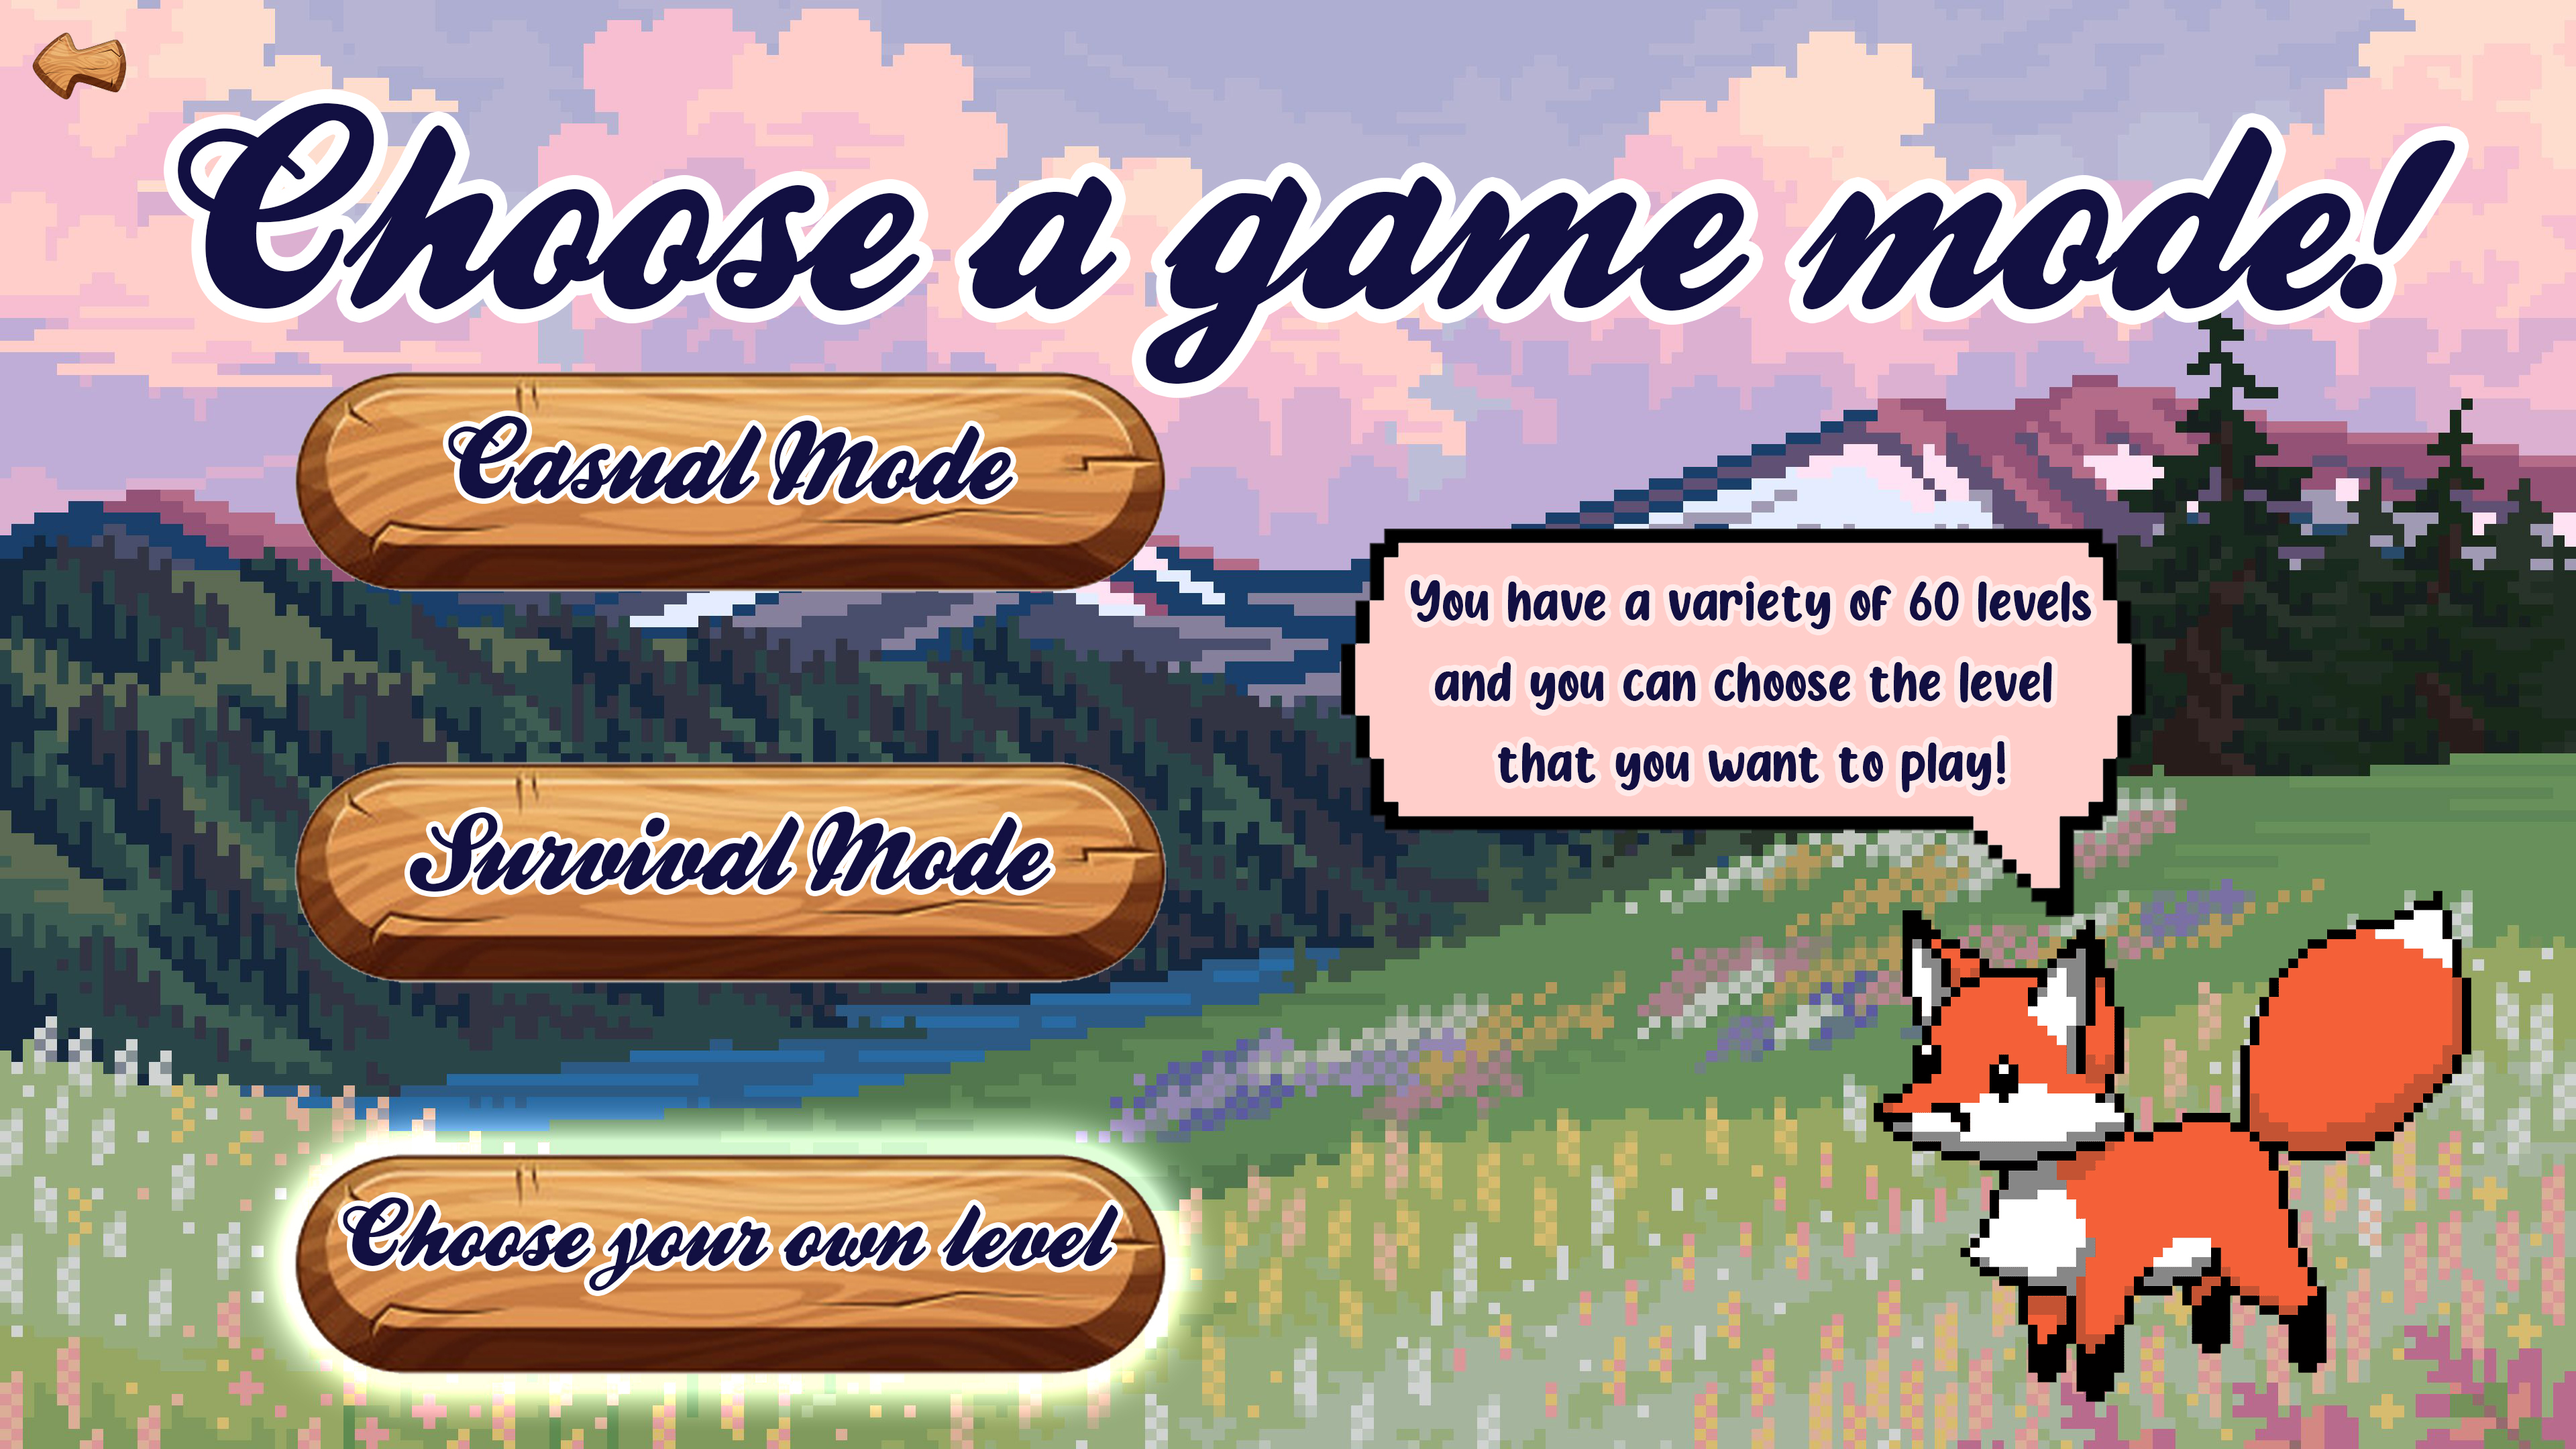 Choose a game mode!
Casual Mode
Survival Mode
Choose your own level
You have a variety of 60 levels
and you can choose the level
that you want to play!